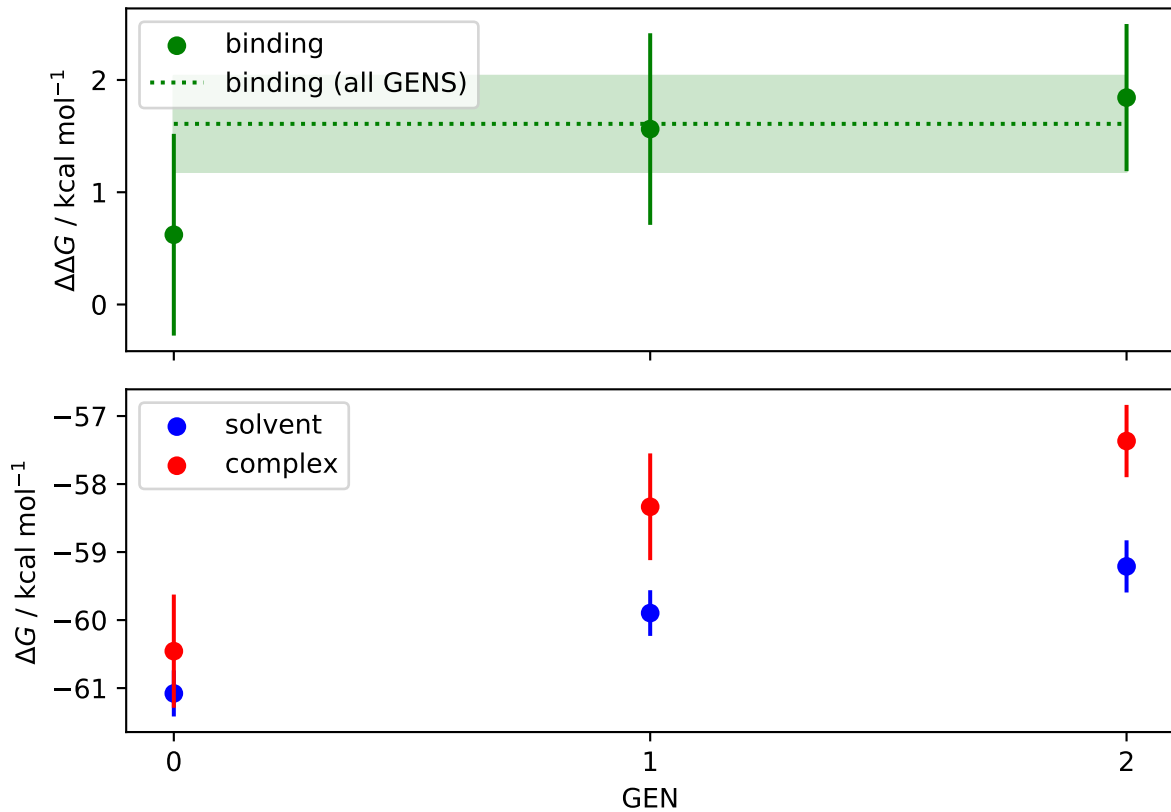 binding
binding (all GENS)
2
1
0
ΔΔG / kcal mol⁻¹
solvent
complex
−57
−58
−59
−60
−61
ΔG / kcal mol⁻¹
0 1 2
GEN